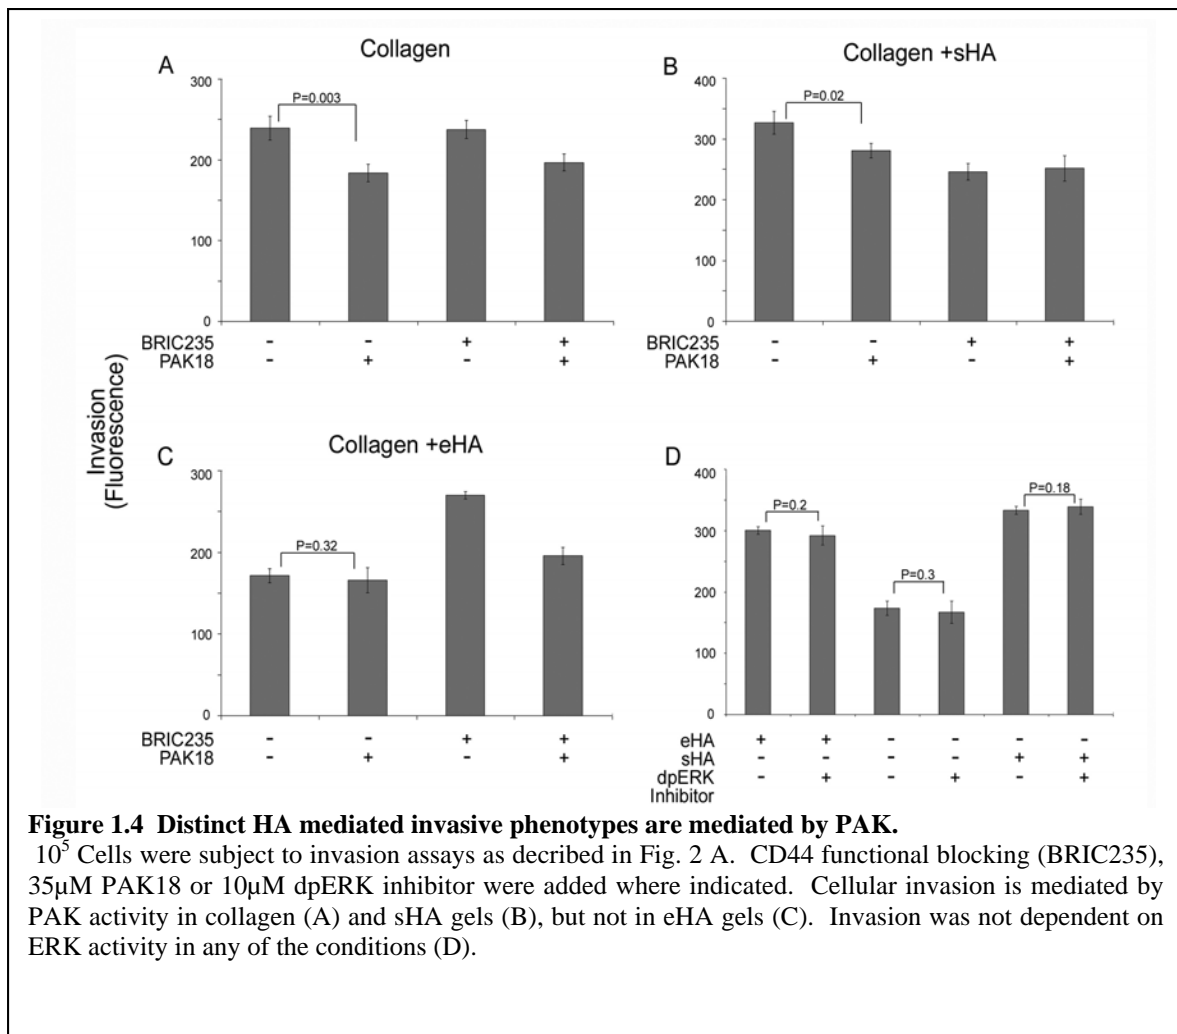 Collagen
A
300
200
100
0
P=0.003
BRIC235 - - + +
PAK18 - + - +
Collagen +sHA
B
400
300
200
100
0
P=0.02
BRIC235 - - + +
PAK18 - + - +
Invasion
(Fluorescence)
Collagen +eHA
C
300
200
100
0
P=0.32
BRIC235 - - + +
PAK18 - + - +
D
400
300
200
100
0
P=0.2
P=0.3
P=0.18
eHA + + - - - -
sHA - - - - + +
dpERK - + - + - +
Inhibitor
Figure 1.4 Distinct HA mediated invasive phenotypes are mediated by PAK.
10⁵ Cells were subject to invasion assays as decribed in Fig. 2 A. CD44 functional blocking (BRIC235),
35µM PAK18 or 10µM dpERK inhibitor were added where indicated. Cellular invasion is mediated by
PAK activity in collagen (A) and sHA gels (B), but not in eHA gels (C). Invasion was not dependent on
ERK activity in any of the conditions (D).